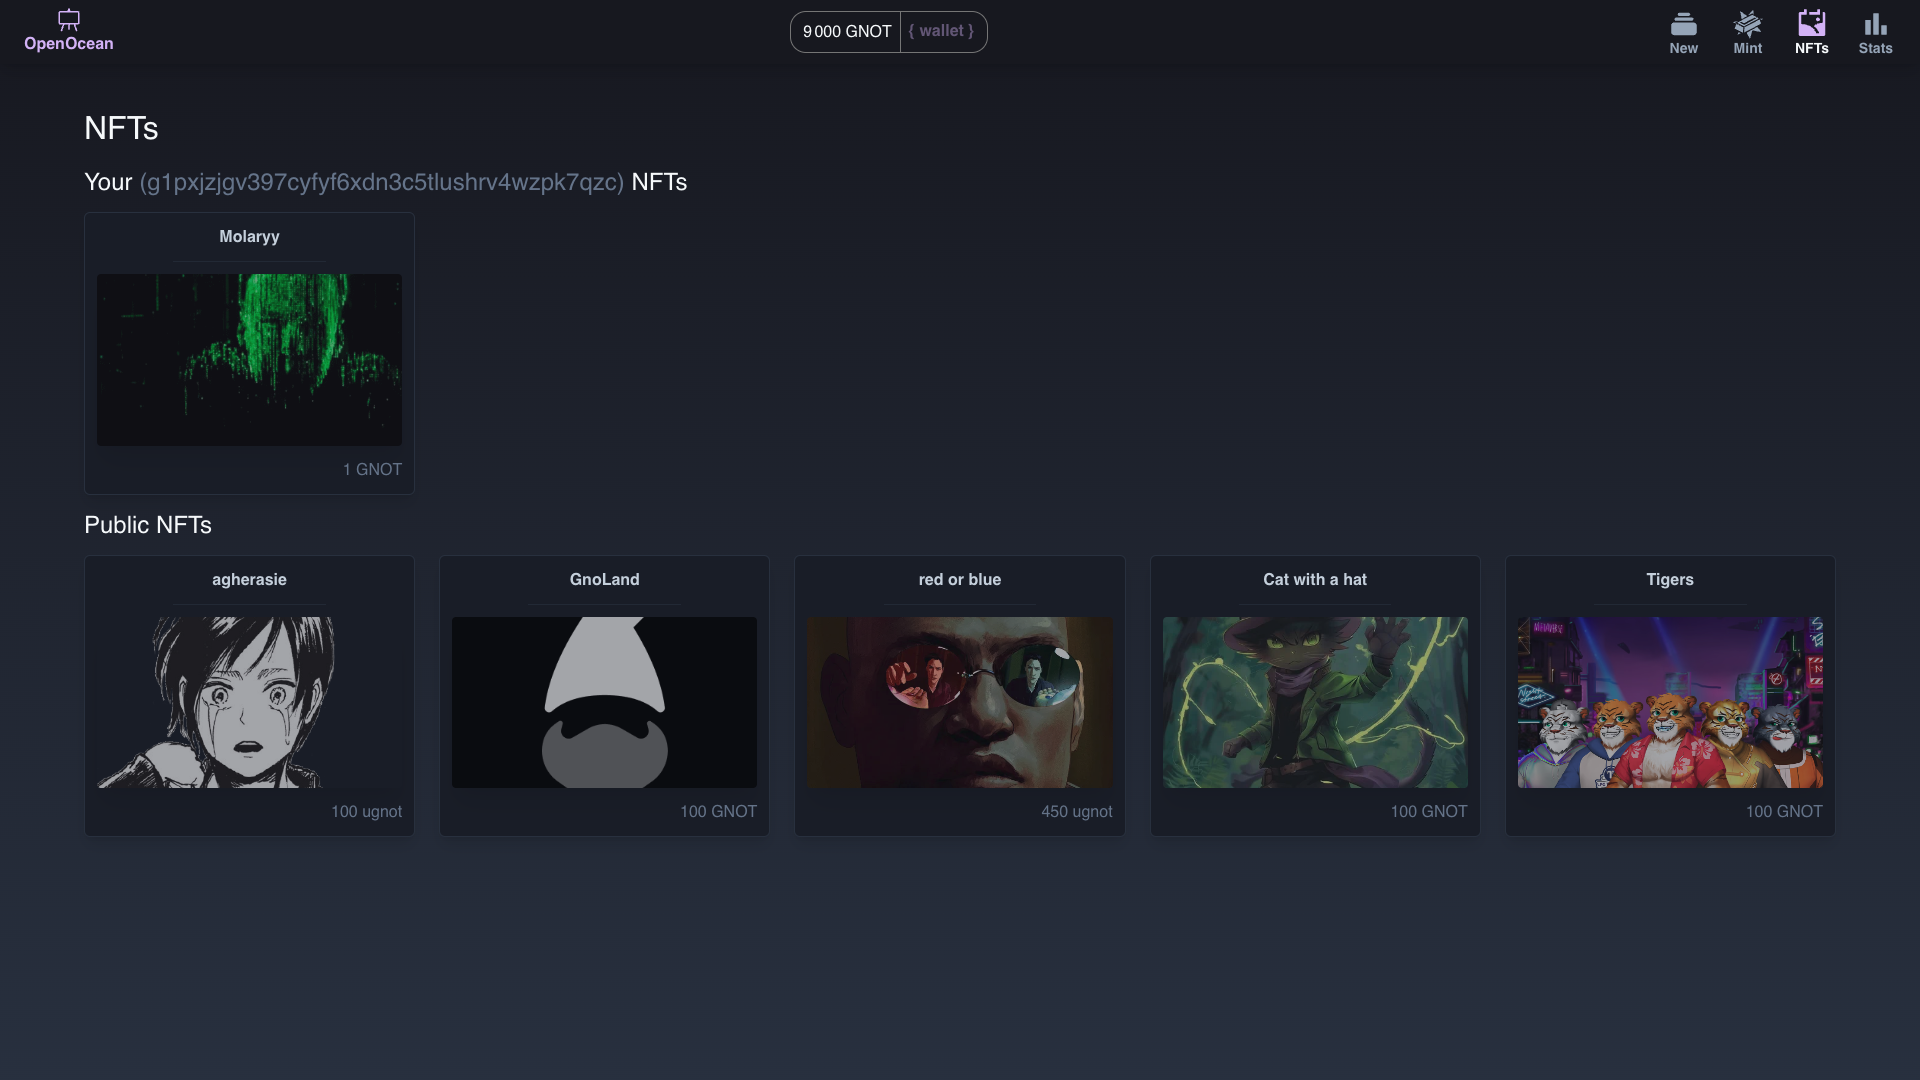 OpenOcean
9 000 GNOT { wallet }
New Mint NFTs Stats
NFTs
Your (g1pxjzjgv397cyfyf6xdn3c5tlushrv4wzpk7qzc) NFTs
Molaryy
1 GNOT
Public NFTs
agherasie GnoLand red or blue Cat with a hat Tigers
100 ugnot 100 GNOT 450 ugnot 100 GNOT 100 GNOT